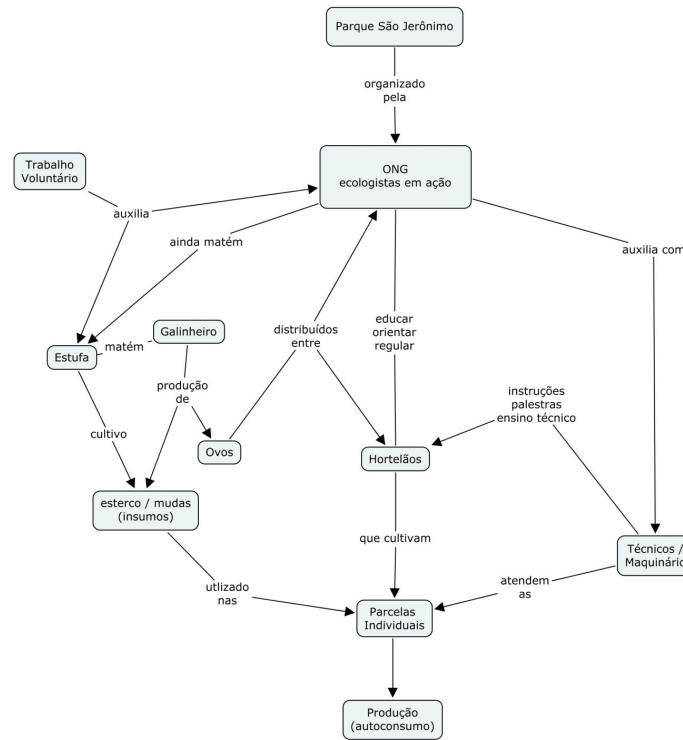 Parque São Jerônimo
organizado
pela
Trabalho
Voluntário
ONG
ecologistas em ação
auxilia
ainda matém
auxilia com
distribuídos
entre
educar
orientar
regular
Galinheiro
matém
Estufa
produção
de
instruções
palestras
ensino técnico
cultivo
Ovos
Hortelãos
esterco / mudas
(insumos)
que cultivam
Técnicos /
Maquinário
utlizado
nas
atendem
as
Parcelas
Individuais
Produção
(autoconsumo)